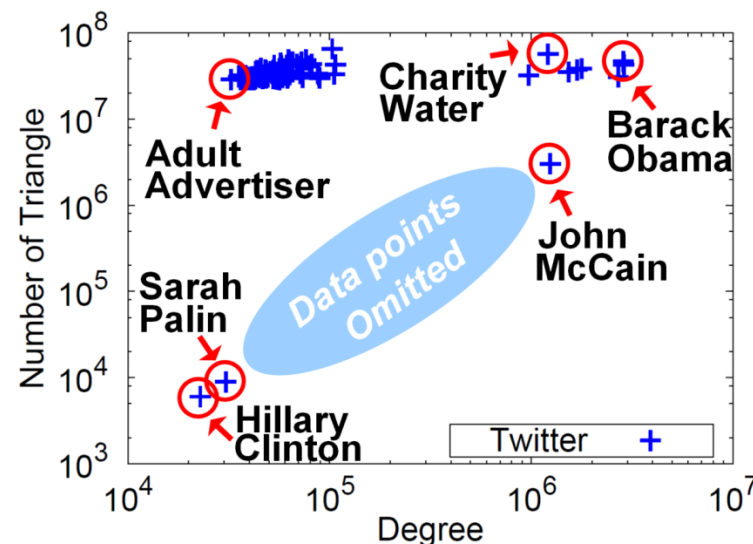 10^8
10^7
10^6
10^5
10^4
10^3
Number of Triangle
Charity
Water
Barack
Obama
Adult
Advertiser
John
McCain
Data points
Omitted
Sarah
Palin
Hillary
Clinton
Twitter
10^4
10^5
10^6
10^7
Degree